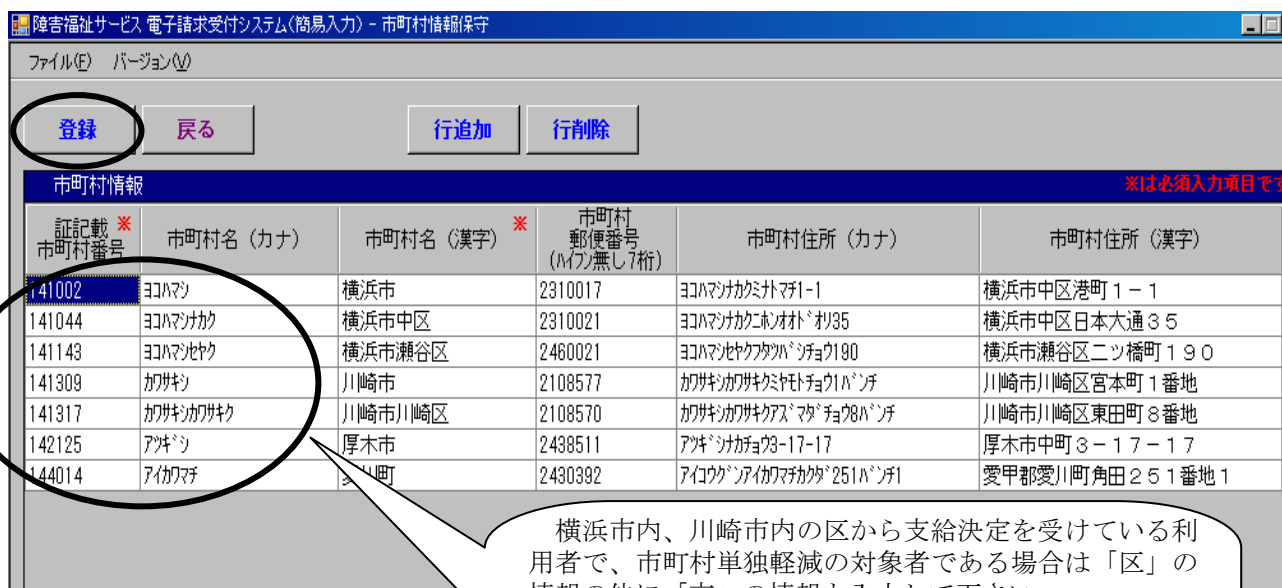 障害福祉サービス 電子請求受付システム(簡易入力) - 市町村情報保守
ファイル(F) バージョン(V)
登録 戻る 行追加 行削除
市町村情報 ※は必須入力項目です
証記載 ※
市町村番号
市町村名（カナ）
市町村名（漢字） ※
市町村
郵便番号
(ﾊｲﾌﾝ無し7桁)
市町村住所（カナ）
市町村住所（漢字）
141002 ﾖｺﾊﾏｼ 横浜市 2310017 ﾖｺﾊﾏｼﾅｶｸﾐﾅﾄﾏﾁ1-1 横浜市中区港町１－１
141044 ﾖｺﾊﾏｼﾅｶｸ 横浜市中区 2310021 ﾖｺﾊﾏｼﾅｶｸﾆﾎﾝｵｵﾄﾞｵﾘ35 横浜市中区日本大通３５
141143 ﾖｺﾊﾏｼｾﾔｸ 横浜市瀬谷区 2460021 ﾖｺﾊﾏｼｾﾔｸﾌﾀﾂﾊﾞｼﾁｮｳ190 横浜市瀬谷区二ツ橋町１９０
141309 ｶﾜｻｷｼ 川崎市 2108577 ｶﾜｻｷｼｶﾜｻｷｸﾐﾔﾓﾄﾁｮｳ1ﾊﾞﾝﾁ 川崎市川崎区宮本町１番地
141317 ｶﾜｻｷｼｶﾜｻｷｸ 川崎市川崎区 2108570 ｶﾜｻｷｼｶﾜｻｷｸｱｽﾞﾏﾀﾞﾁｮｳ8ﾊﾞﾝﾁ 川崎市川崎区東田町８番地
142125 ｱﾂｷﾞｼ 厚木市 2438511 ｱﾂｷﾞｼﾅｶﾁｮｳ3-17-17 厚木市中町３－１７－１７
144014 ｱｲｶﾜﾏﾁ 愛川町 2430392 ｱｲｺｳｸﾞﾝｱｲｶﾜﾏﾁｶｸﾀﾞ251ﾊﾞﾝﾁ1 愛甲郡愛川町角田２５１番地1
横浜市内、川崎市内の区から支給決定を受けている利
用者で、市町村単独軽減の対象者である場合は「区」の
情報の他に「市」の情報も入力して下さい。